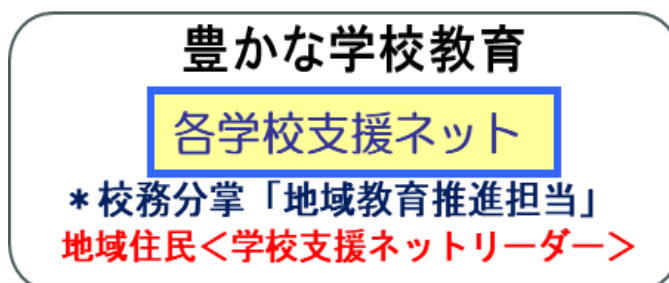 豊かな学校教育
各学校支援ネット
＊校務分掌「地域教育推進担当」
地域住民＜学校支援ネットリーダー＞